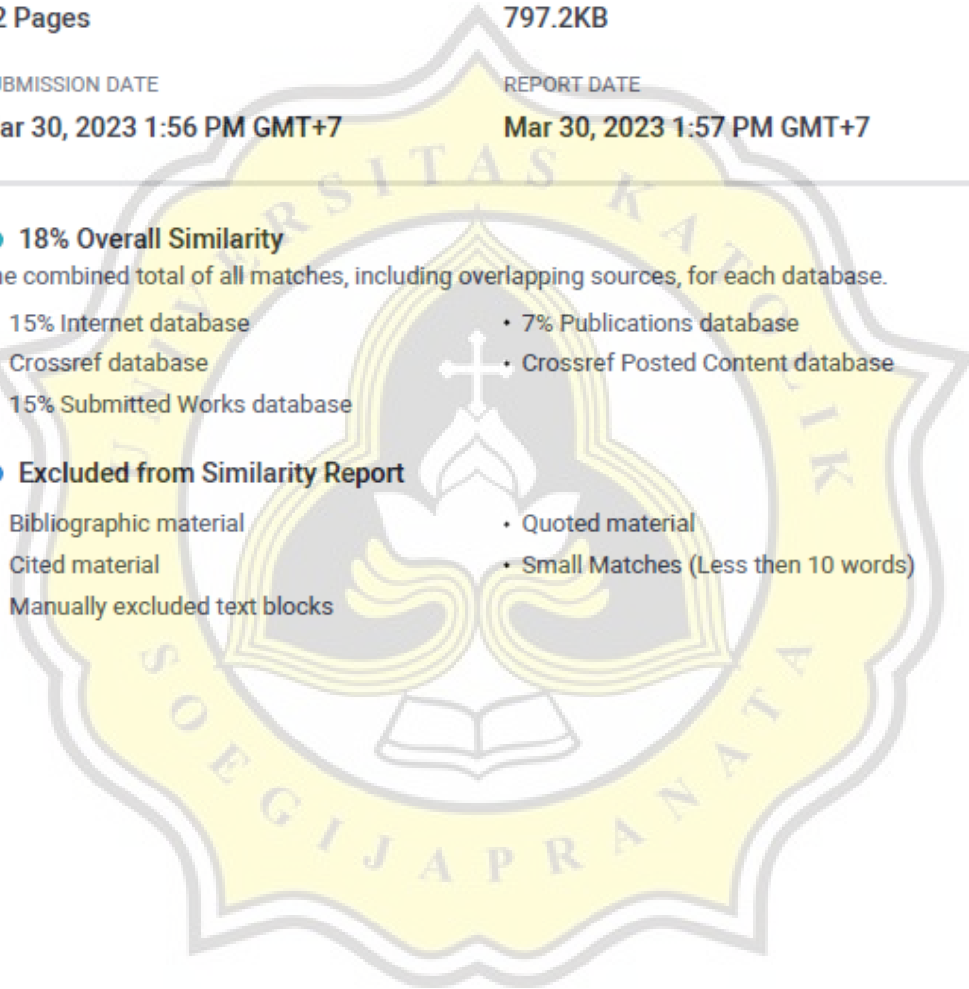 2 Pages 797.2KB
UBMISSION DATE REPORT DATE
ar 30, 2023 1:56 PM GMT+7 Mar 30, 2023 1:57 PM GMT+7
18% Overall Similarity
he combined total of all matches, including overlapping sources, for each database.
15% Internet database • 7% Publications database
Crossref database • Crossref Posted Content database
15% Submitted Works database
Excluded from Similarity Report
Bibliographic material • Quoted material
Cited material • Small Matches (Less then 10 words)
Manually excluded text blocks
UNIVERSITAS KATOLIK
SOEGIJAPRANATA